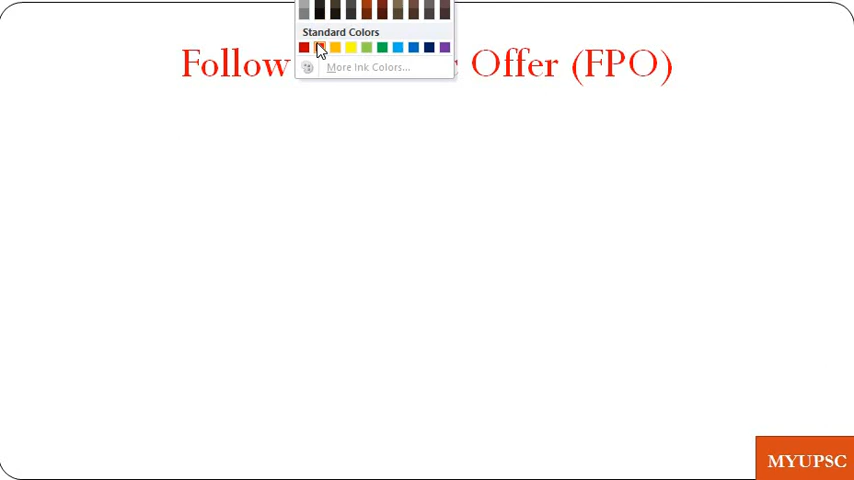 Standard Colors
Follow Offer (FPO)
More Ink Colors...
MYUPSC